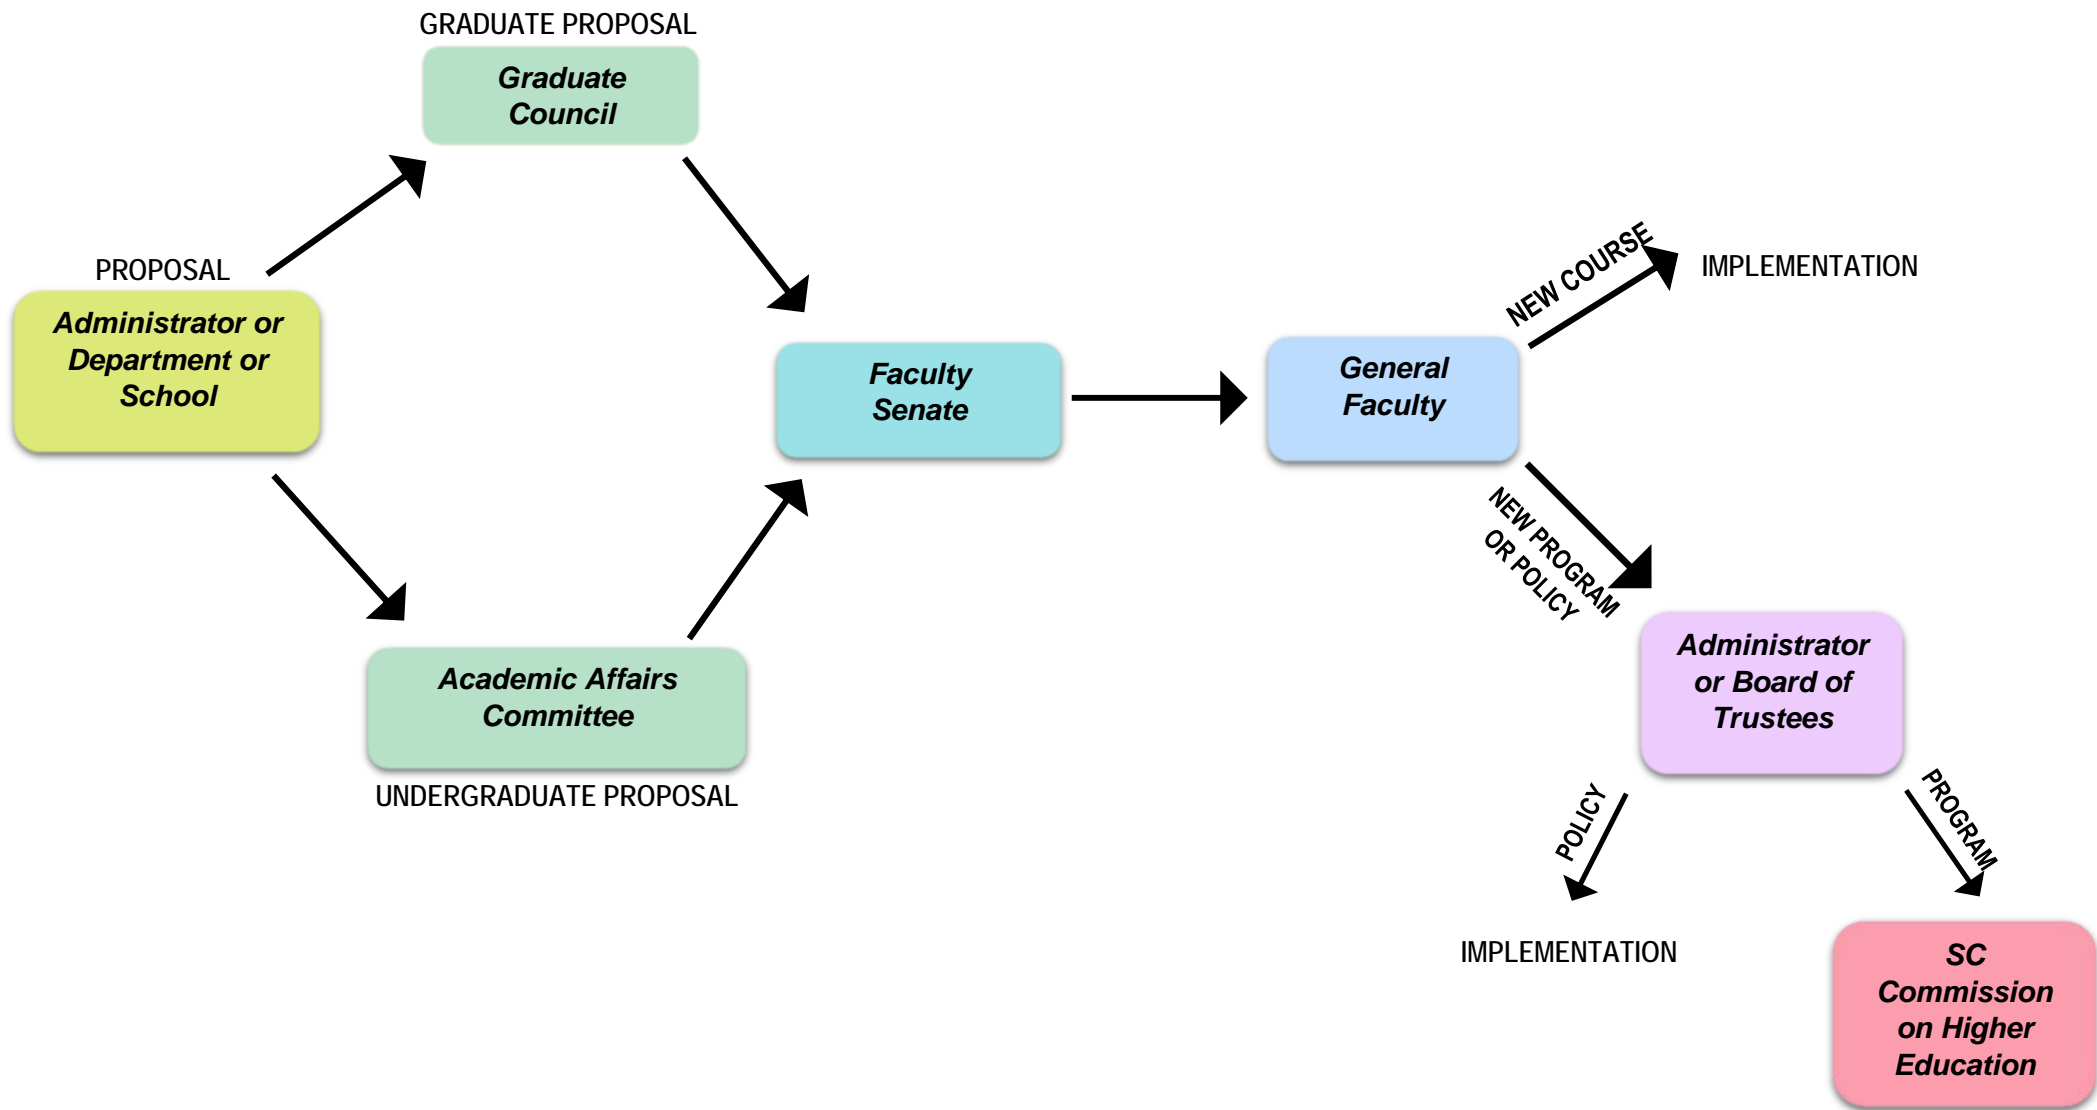 GRADUATE PROPOSAL
Graduate
Council
PROPOSAL
Administrator or
Department or
School
Academic Affairs
Committee
UNDERGRADUATE PROPOSAL
Faculty
Senate
General
Faculty
NEW COURSE
IMPLEMENTATION
NEW PROGRAM
OR POLICY
Administrator
or Board of
Trustees
POLICY
IMPLEMENTATION
PROGRAM
SC
Commission
on Higher
Education